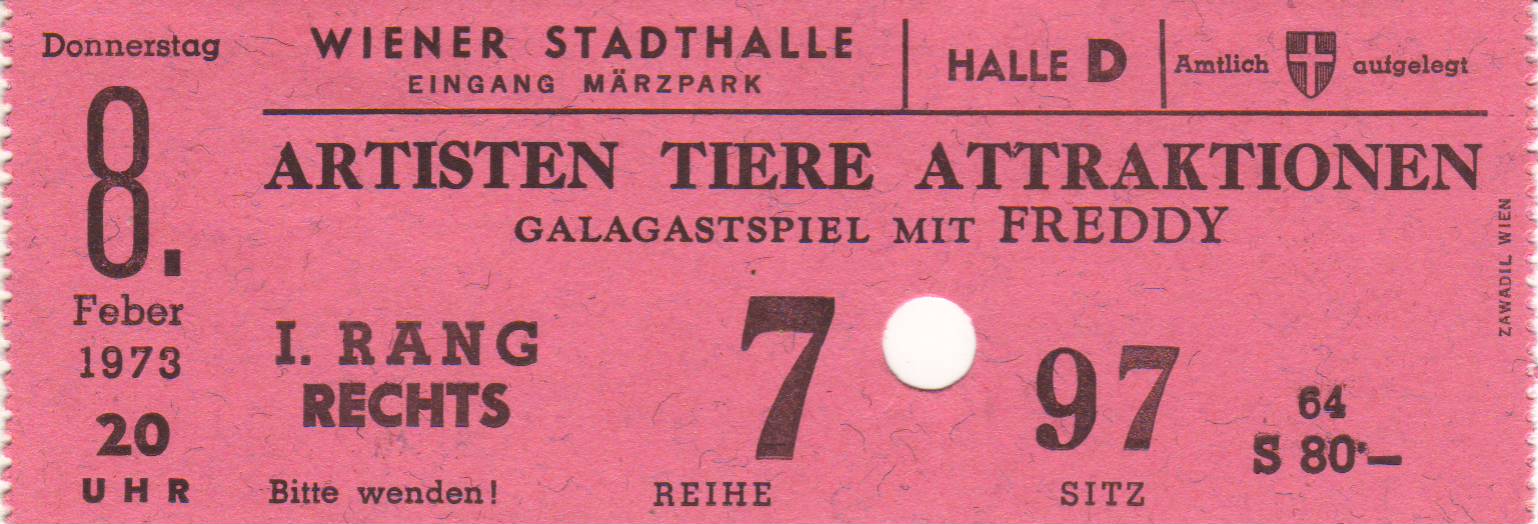 Donnerstag
8.
Feber
1973
20
UHR
WIENER STADTHALLE
EINGANG MÄRZPARK
HALLE D
Amtlich aufgelegt
ARTISTEN TIERE ATTRAKTIONEN
GALAGASTSPIEL MIT FREDDY
I. RANG
RECHTS
Bitte wenden!
7
REIHE
97
SITZ
64
S 80·—
ZAWADIL WIEN